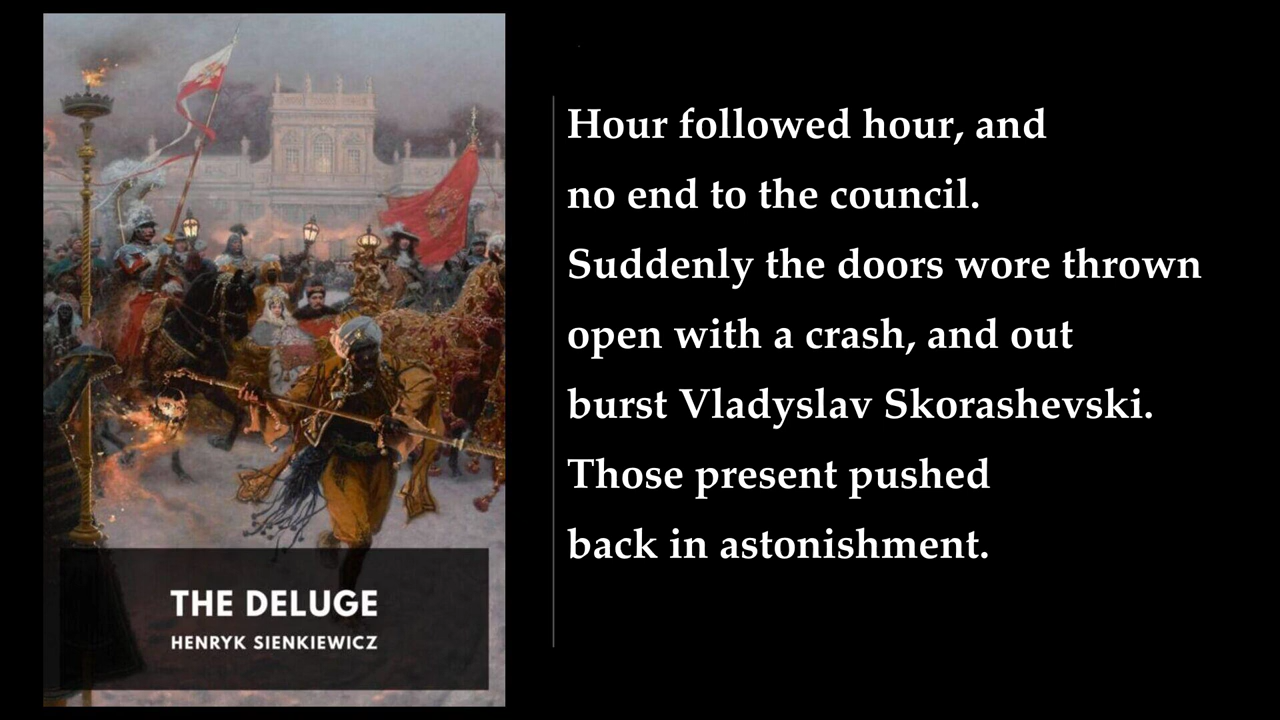 Hour followed hour, and
no end to the council.
Suddenly the doors wore thrown
open with a crash, and out
burst Vladyslav Skorashevski.
Those present pushed
back in astonishment.
THE DELUGE
HENRYK SIENKIEWICZ